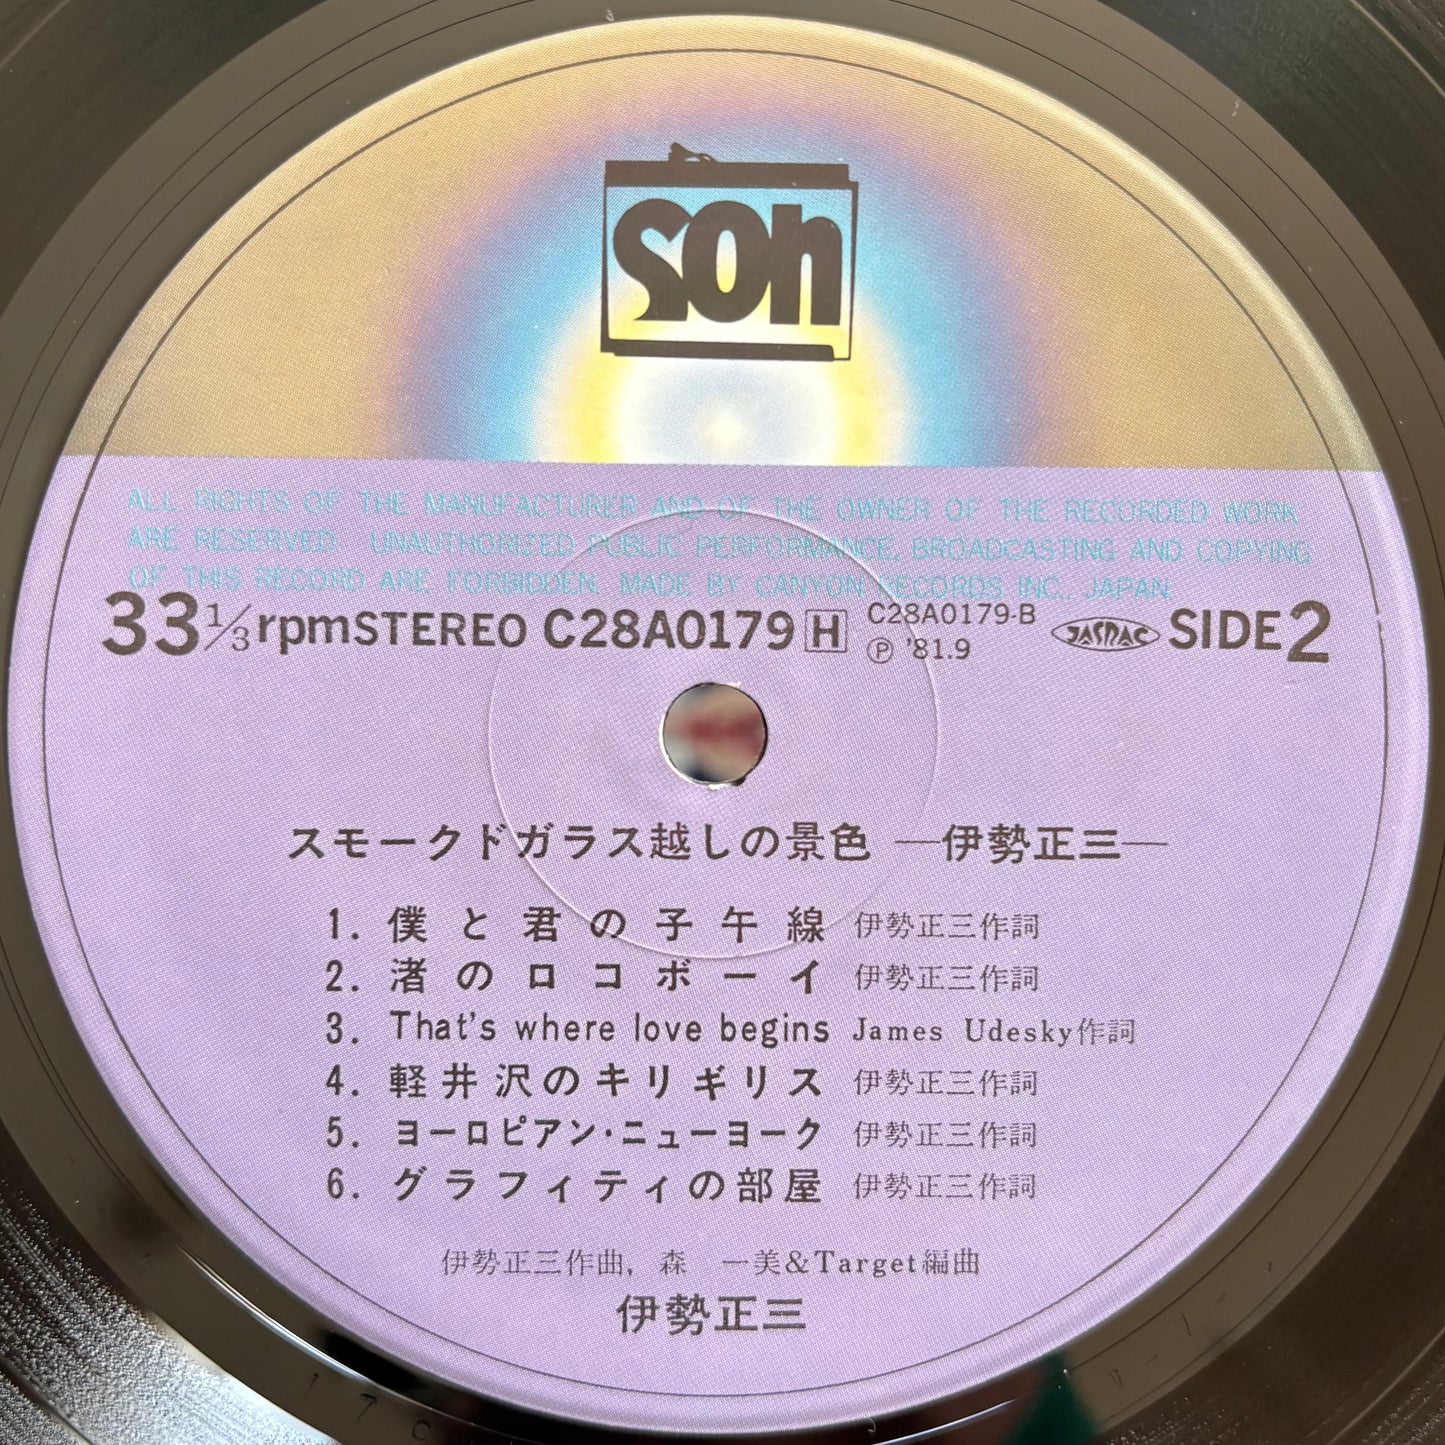 son
ALL RIGHTS OF THE MANUFACTURER AND OF THE OWNER OF THE RECORDED WORK
ARE RESERVED. UNAUTHORIZED PUBLIC PERFORMANCE, BROADCASTING AND COPYING
OF THIS RECORD ARE FORBIDDEN. MADE BY CANYON RECORDS INC., JAPAN.
33 1/3 rpm STEREO C28A0179 H C28A0179-B JASRAC SIDE 2
Ⓟ '81.9
スモークドガラス越しの景色 ―伊勢正三―
1. 僕と君の子午線 伊勢正三作詞
2. 渚のロコボーイ 伊勢正三作詞
3. That's where love begins James Udesky作詞
4. 軽井沢のキリギリス 伊勢正三作詞
5. ヨーロピアン・ニューヨーク 伊勢正三作詞
6. グラフィティの部屋 伊勢正三作詞
伊勢正三作曲, 森 一美&Target編曲
伊勢正三